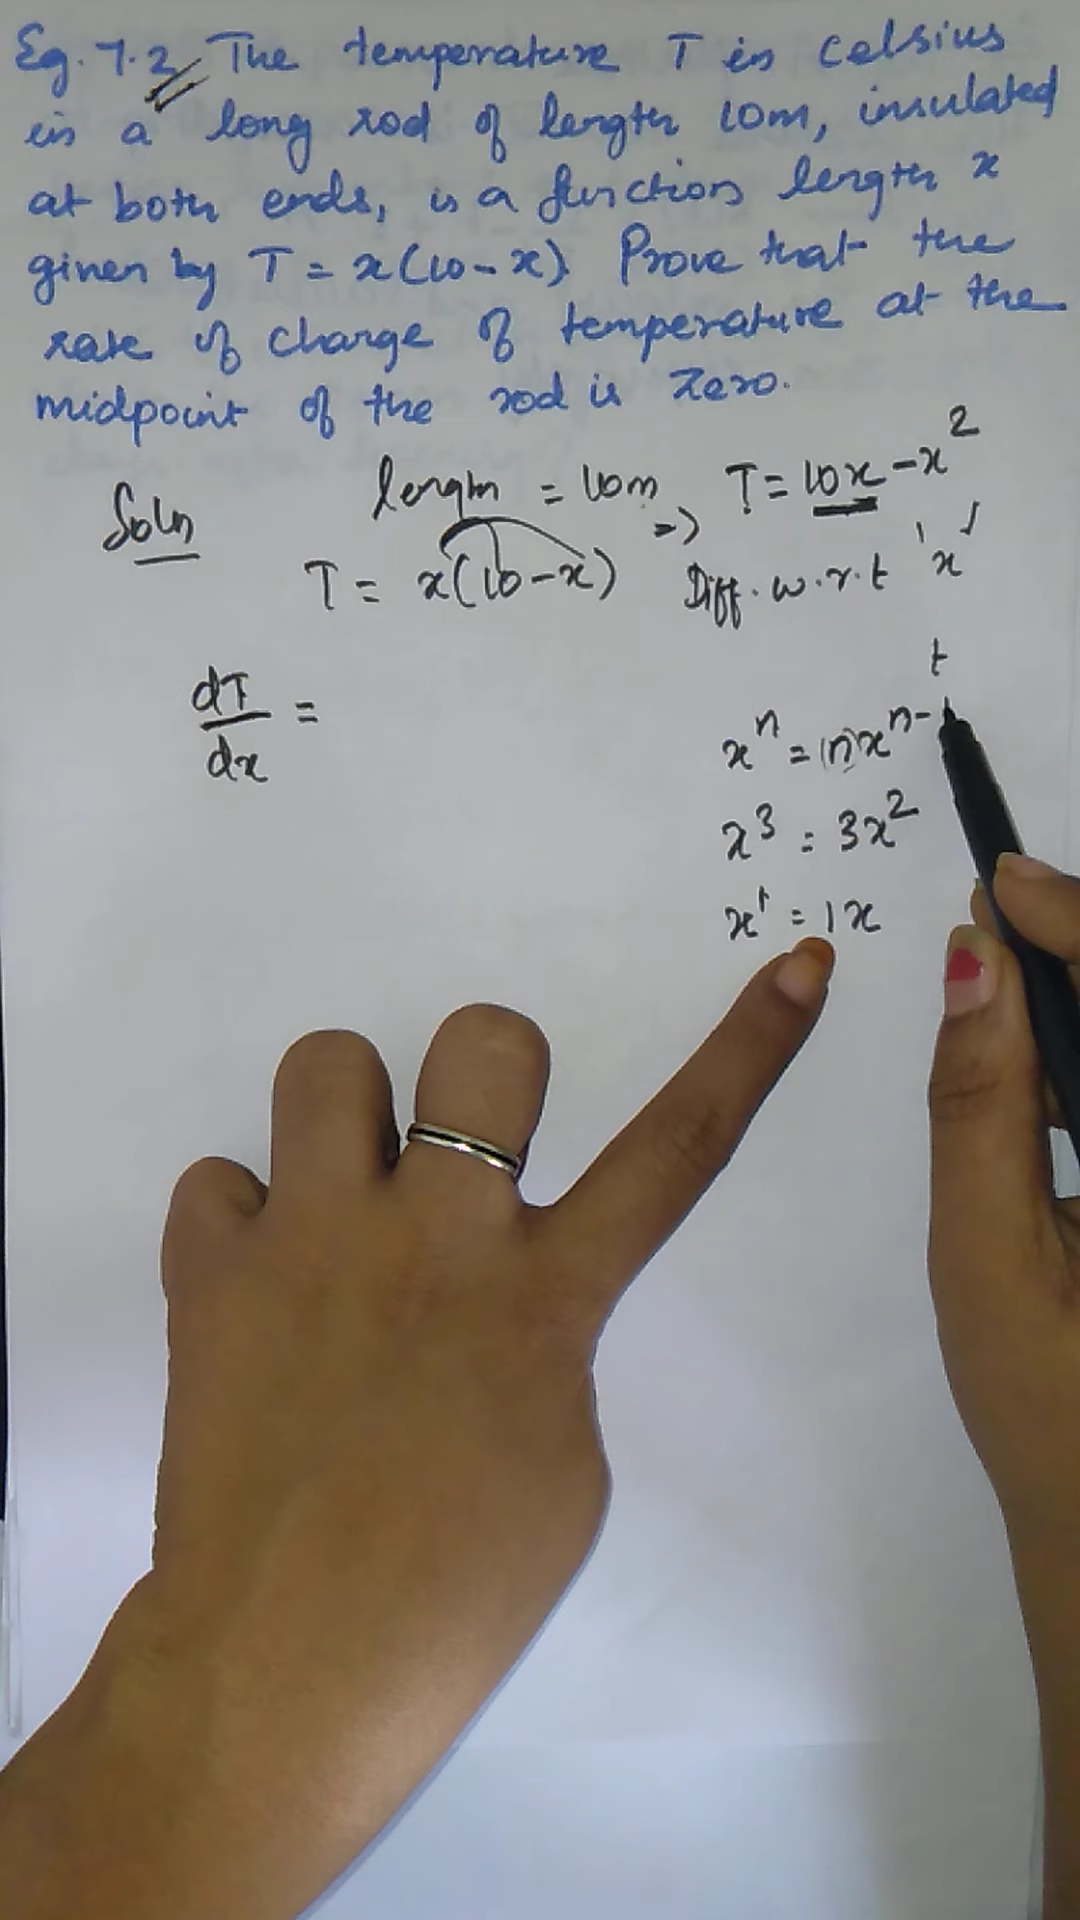 Eg. 7.2 The temperature T in celsius
in a long rod of length 10m, insulated
at both ends, is a function length x
given by T = x(10-x) Prove that the
rate of change of temperature at the
midpoint of the rod is zero.
Soln
length = 10m
T = x(10-x)
=> T = 10x - x²
Diff. w.r.t 'x'
t
dT/dx =
xⁿ = nxⁿ⁻
x³ = 3x²
x¹ = 1x